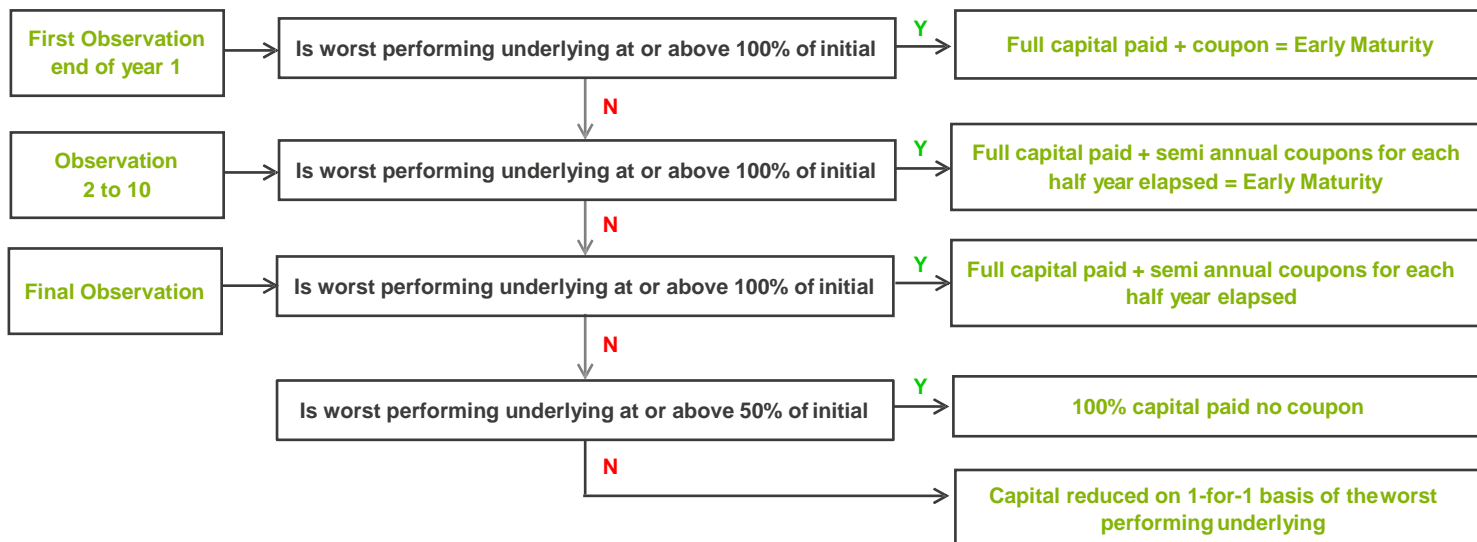 First Observation
end of year 1
Is worst performing underlying at or above 100% of initial
Y
Full capital paid + coupon = Early Maturity
N
Observation
2 to 10
Is worst performing underlying at or above 100% of initial
Y
Full capital paid + semi annual coupons for each
half year elapsed = Early Maturity
N
Final Observation
Is worst performing underlying at or above 100% of initial
Y
Full capital paid + semi annual coupons for each
half year elapsed
N
Is worst performing underlying at or above 50% of initial
Y
100% capital paid no coupon
N
Capital reduced on 1-for-1 basis of theworst
performing underlying